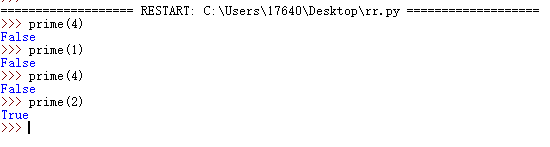 =================== RESTART: C:\Users\17640\Desktop\rr.py ===================
>>> prime(4)
False
>>> prime(1)
False
>>> prime(4)
False
>>> prime(2)
True
>>>